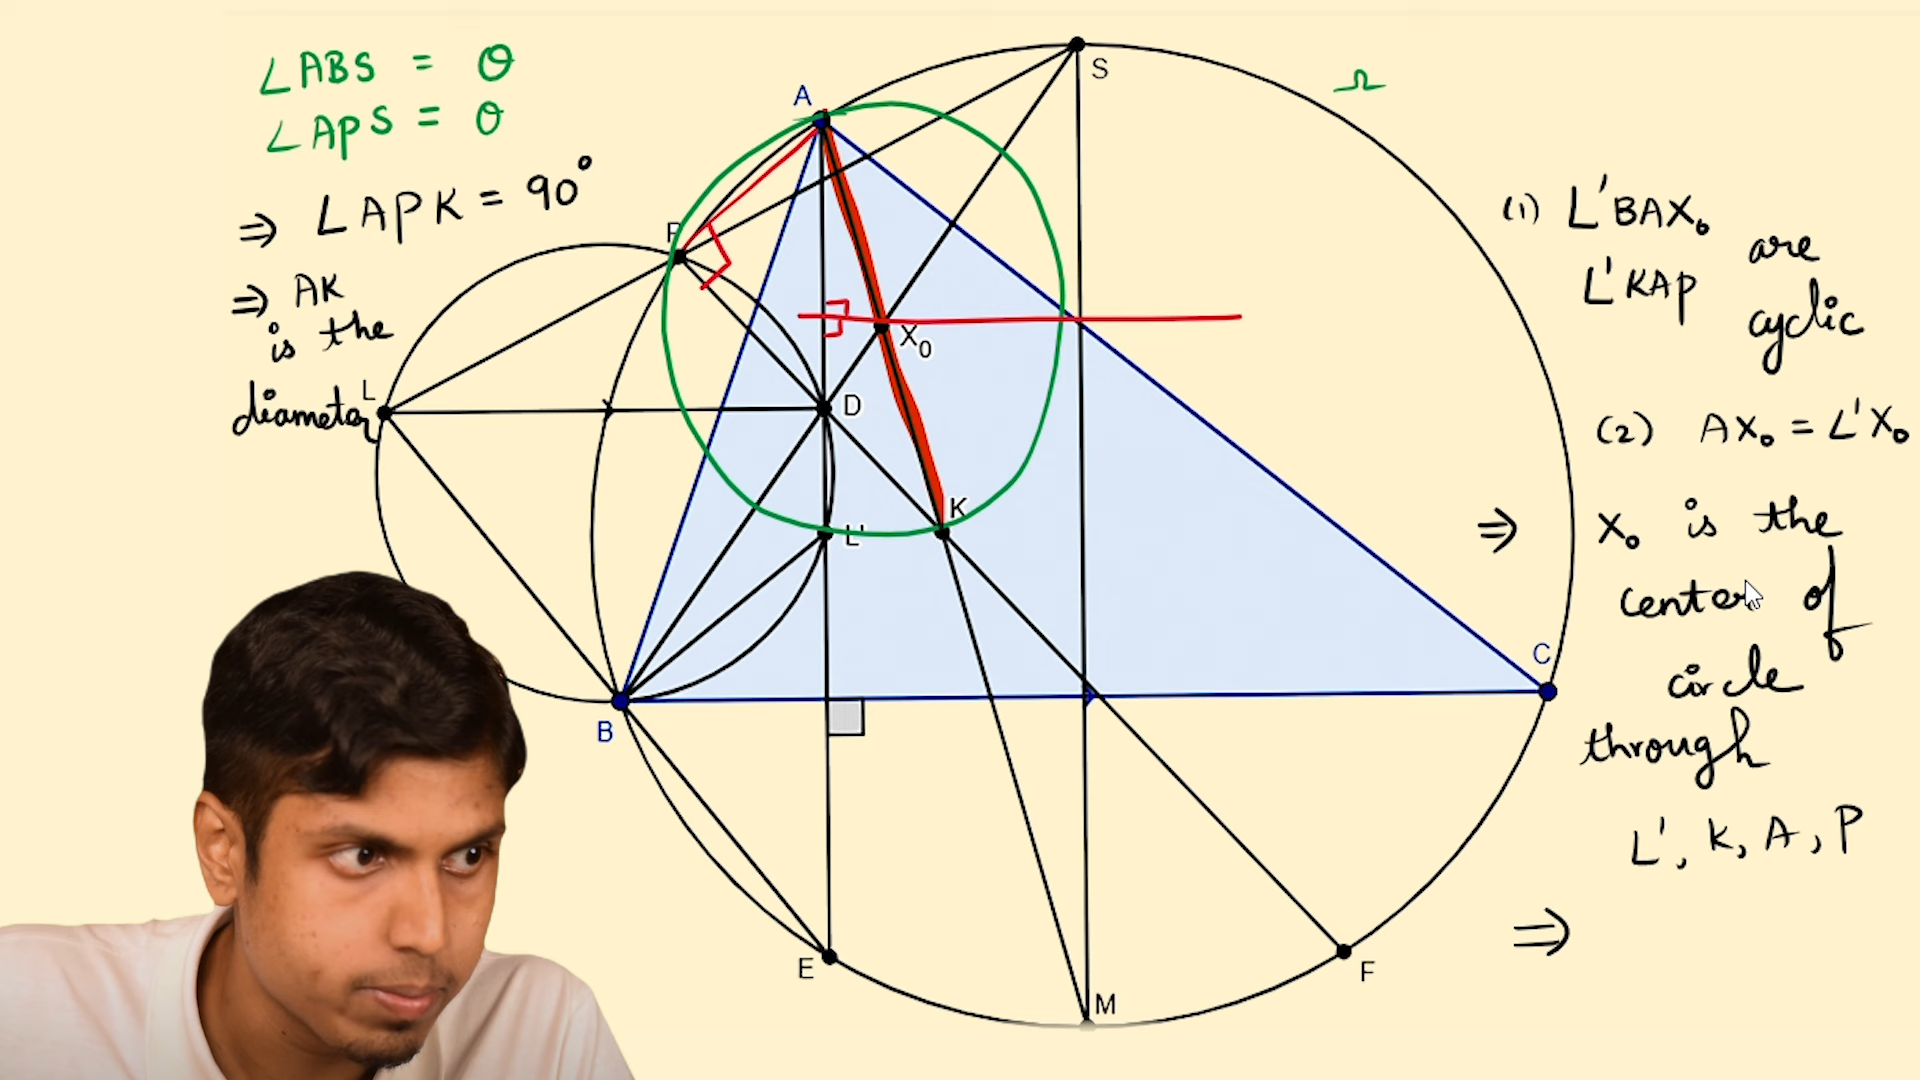 ∠ABS = θ
∠APS = θ
⇒ ∠APK = 90°
⇒ AK
is the
diameter
A
S
Ω
P
X₀
L
D
K
L'
B
C
E
F
M
(1) L'BAX₀
L'KAP
are
cyclic
(2) AX₀ = L'X₀
⇒ X₀ is the
center of
circle
through
L', K, A, P
⇒